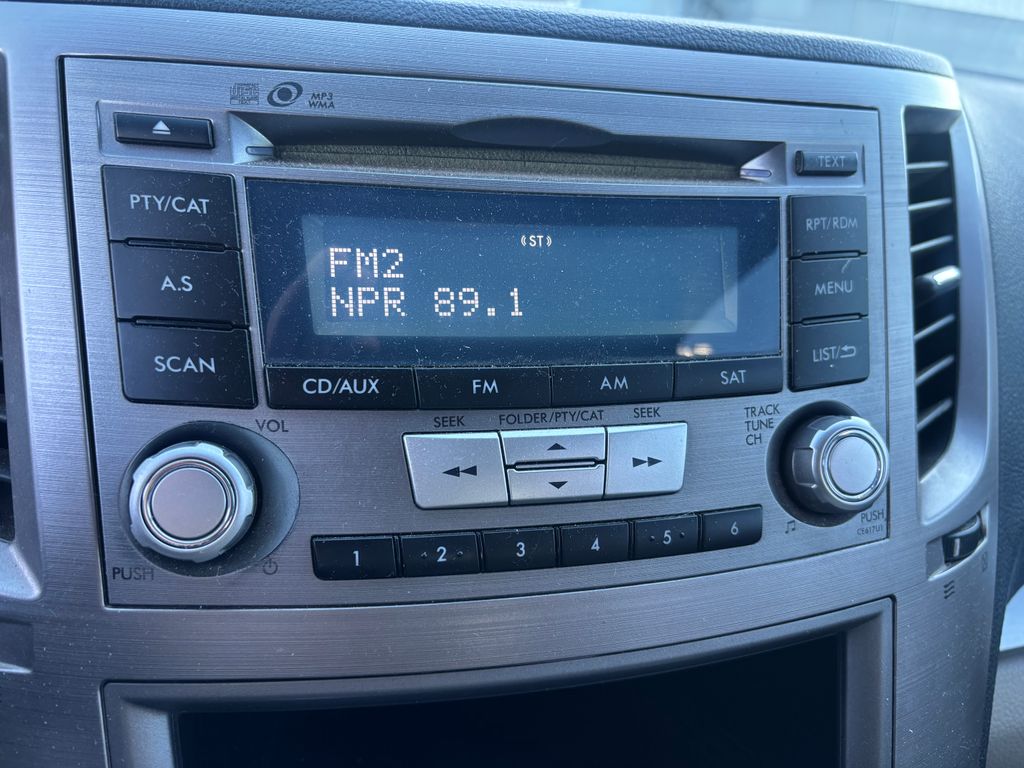 MP3
WMA
TEXT
PTY/CAT
A.S
SCAN
((ST))
FM2
NPR 89.1
RPT/RDM
MENU
LIST/
CD/AUX
FM
AM
SAT
VOL
SEEK
FOLDER/PTY/CAT
SEEK
TRACK
TUNE
CH
PUSH
1
2
3
4
5
6
PUSH
CE617U1